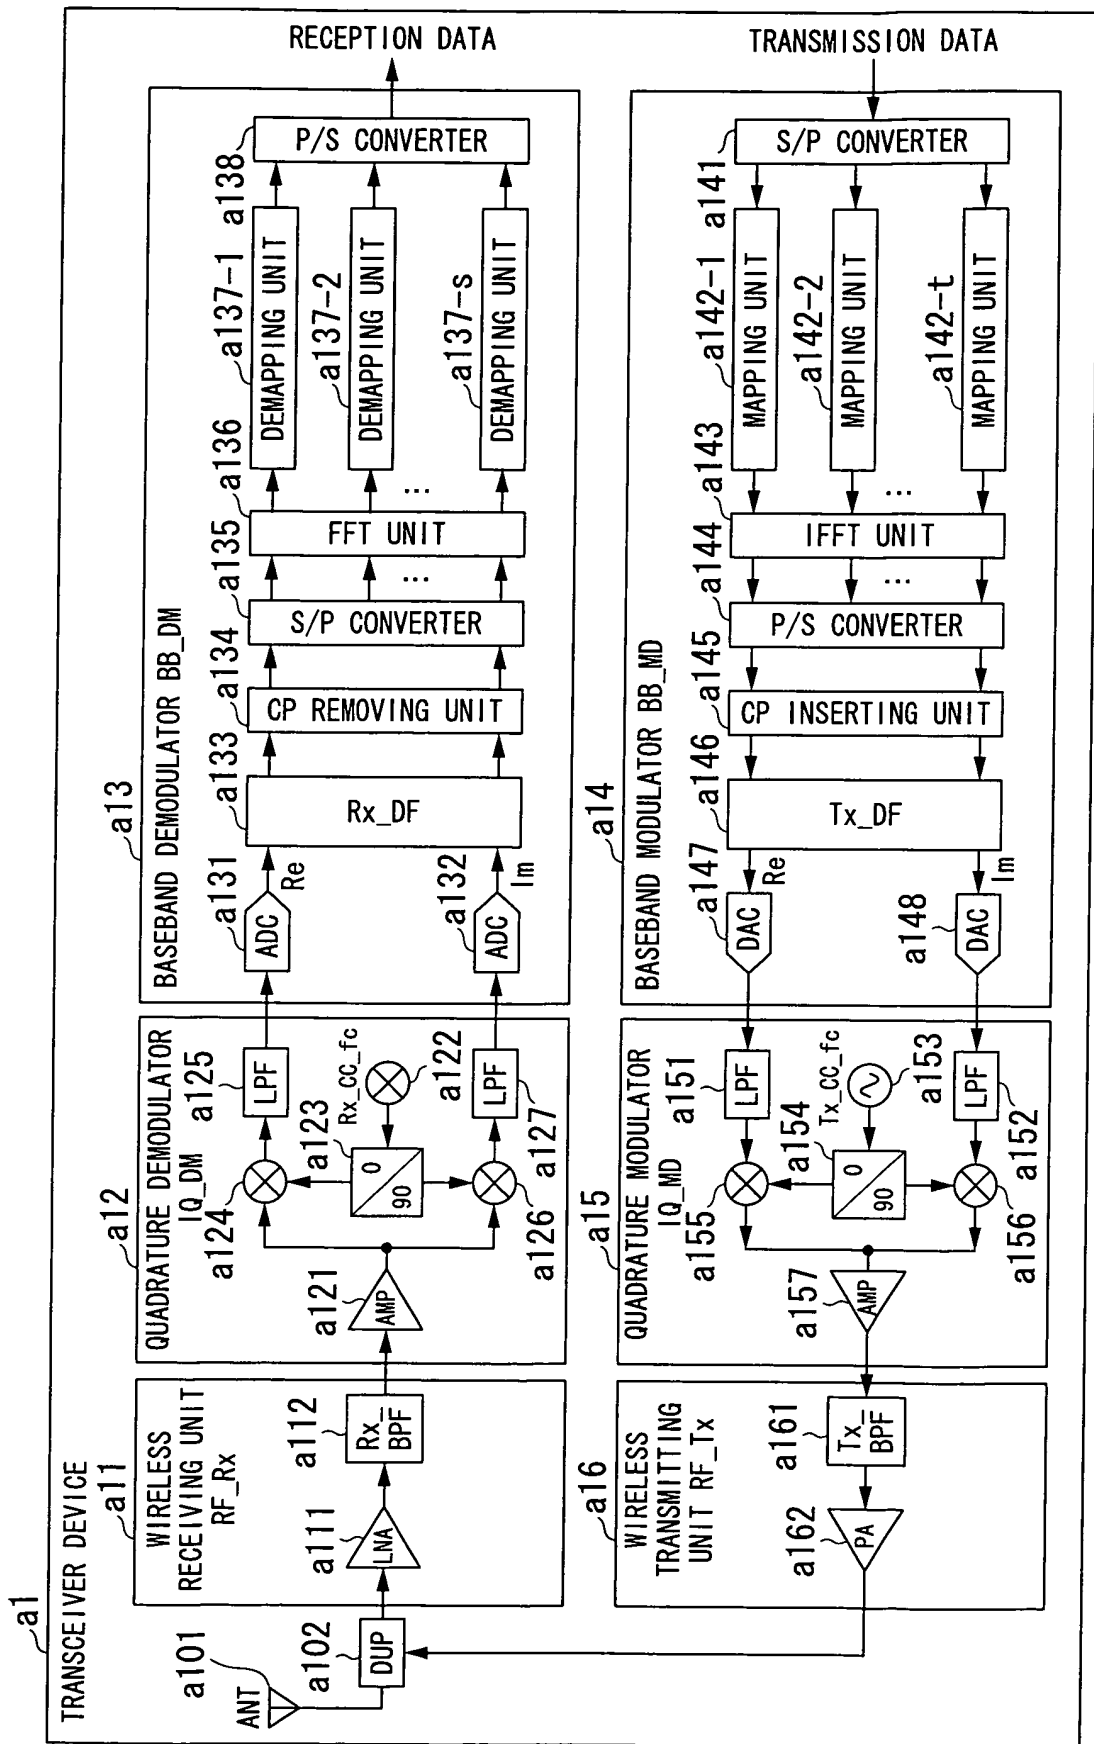 a1
TRANSCEIVER DEVICE
ANT
a101
a102
DUP
a11
WIRELESS
RECEIVING UNIT
RF_Rx
a111
LNA
a112
Rx_
BPF
a12
QUADRATURE DEMODULATOR
IQ_DM
a121
AMP
a124
a123
0
90
Rx_CC_fc
a122
a126
a125
LPF
LPF
a127
a13
BASEBAND DEMODULATOR BB_DM
a131
ADC
Re
a132
ADC
Im
a133
Rx_DF
a134
CP REMOVING UNIT
a135
S/P CONVERTER
...
a136
FFT UNIT
...
a137-1
DEMAPPING UNIT
a137-2
DEMAPPING UNIT
a137-s
DEMAPPING UNIT
a138
P/S CONVERTER
RECEPTION DATA
TRANSMISSION DATA
a14
BASEBAND MODULATOR BB_MD
S/P CONVERTER
a141
MAPPING UNIT
a142-1
MAPPING UNIT
a142-2
MAPPING UNIT
a142-t
...
a143
IFFT UNIT
...
a144
P/S CONVERTER
a145
CP INSERTING UNIT
a146
Tx_DF
a147
Re
DAC
a148
Im
DAC
a15
QUADRATURE MODULATOR
IQ_MD
a151
LPF
LPF
a152
Tx_CC_fc
a153
a154
0
90
a155
a156
a157
AMP
a16
WIRELESS
TRANSMITTING
UNIT RF_Tx
a161
Tx_
BPF
a162
PA